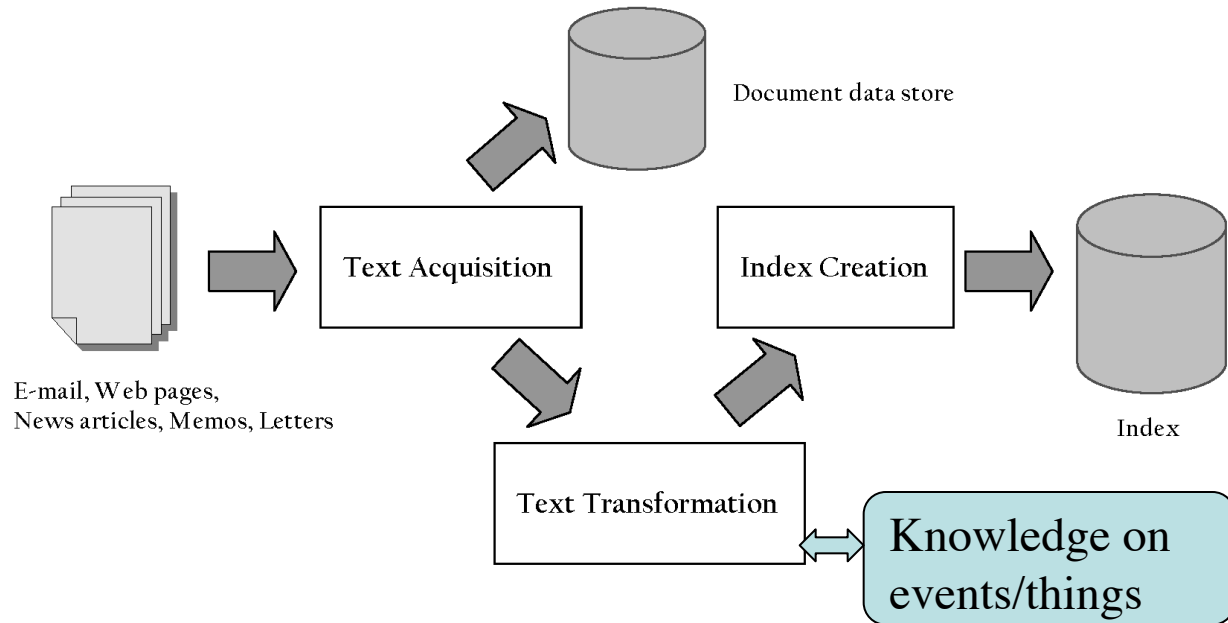 Document data store
Text Acquisition
Index Creation
E-mail, Web pages,
News articles, Memos, Letters
Index
Text Transformation
Knowledge on
events/things